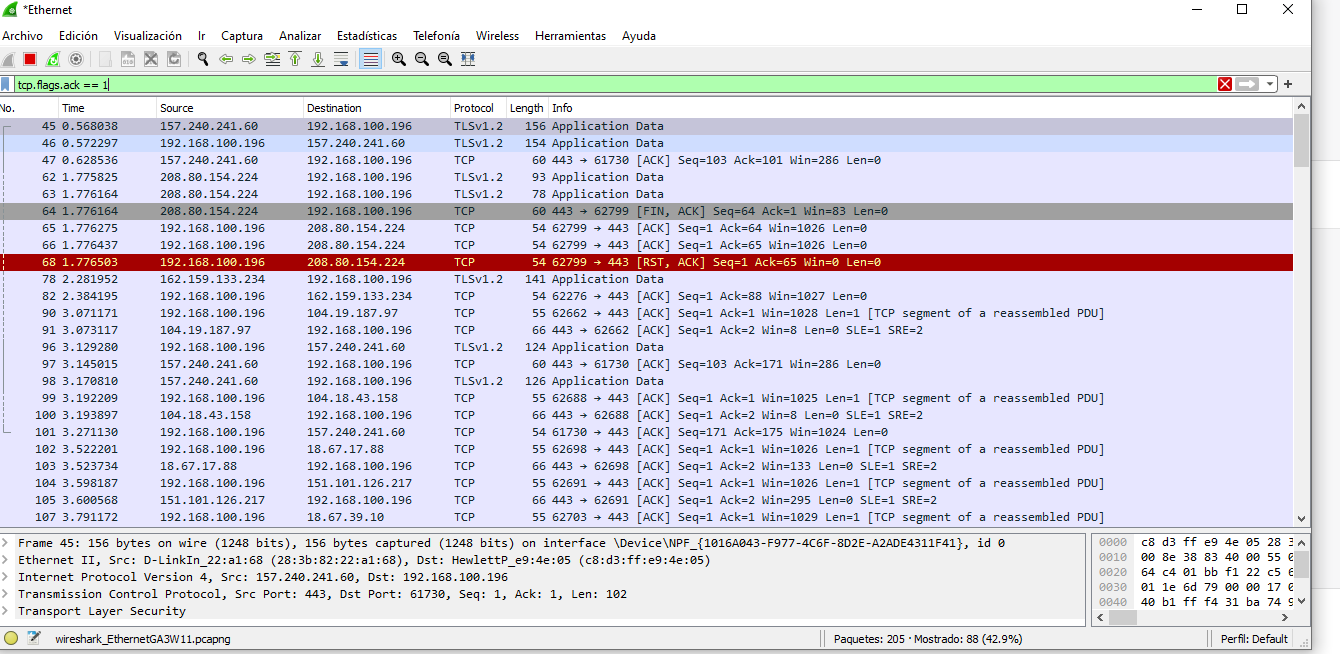 *Ethernet
Archivo Edición Visualización Ir Captura Analizar Estadísticas Telefonía Wireless Herramientas Ayuda
tcp.flags.ack == 1
No. Time Source Destination Protocol Length Info
45 0.568038 157.240.241.60 192.168.100.196 TLSv1.2 156 Application Data
46 0.572297 192.168.100.196 157.240.241.60 TLSv1.2 154 Application Data
47 0.628536 157.240.241.60 192.168.100.196 TCP 60 443 → 61730 [ACK] Seq=103 Ack=101 Win=286 Len=0
62 1.775825 208.80.154.224 192.168.100.196 TLSv1.2 93 Application Data
63 1.776164 208.80.154.224 192.168.100.196 TLSv1.2 78 Application Data
64 1.776164 208.80.154.224 192.168.100.196 TCP 60 443 → 62799 [FIN, ACK] Seq=64 Ack=1 Win=83 Len=0
65 1.776275 192.168.100.196 208.80.154.224 TCP 54 62799 → 443 [ACK] Seq=1 Ack=64 Win=1026 Len=0
66 1.776437 192.168.100.196 208.80.154.224 TCP 54 62799 → 443 [ACK] Seq=1 Ack=65 Win=1026 Len=0
68 1.776503 192.168.100.196 208.80.154.224 TCP 54 62799 → 443 [RST, ACK] Seq=1 Ack=65 Win=0 Len=0
78 2.281952 162.159.133.234 192.168.100.196 TLSv1.2 141 Application Data
82 2.384195 192.168.100.196 162.159.133.234 TCP 54 62276 → 443 [ACK] Seq=1 Ack=88 Win=1027 Len=0
90 3.071171 192.168.100.196 104.19.187.97 TCP 55 62662 → 443 [ACK] Seq=1 Ack=1 Win=1028 Len=1 [TCP segment of a reassembled PDU]
91 3.073117 104.19.187.97 192.168.100.196 TCP 66 443 → 62662 [ACK] Seq=1 Ack=2 Win=8 Len=0 SLE=1 SRE=2
96 3.129280 192.168.100.196 157.240.241.60 TLSv1.2 124 Application Data
97 3.145015 157.240.241.60 192.168.100.196 TCP 60 443 → 61730 [ACK] Seq=103 Ack=171 Win=286 Len=0
98 3.170810 157.240.241.60 192.168.100.196 TLSv1.2 126 Application Data
99 3.192209 192.168.100.196 104.18.43.158 TCP 55 62688 → 443 [ACK] Seq=1 Ack=1 Win=1025 Len=1 [TCP segment of a reassembled PDU]
100 3.193897 104.18.43.158 192.168.100.196 TCP 66 443 → 62688 [ACK] Seq=1 Ack=2 Win=8 Len=0 SLE=1 SRE=2
101 3.271130 192.168.100.196 157.240.241.60 TCP 54 61730 → 443 [ACK] Seq=171 Ack=175 Win=1024 Len=0
102 3.522201 192.168.100.196 18.67.17.88 TCP 55 62698 → 443 [ACK] Seq=1 Ack=1 Win=1026 Len=1 [TCP segment of a reassembled PDU]
103 3.523734 18.67.17.88 192.168.100.196 TCP 66 443 → 62698 [ACK] Seq=1 Ack=2 Win=133 Len=0 SLE=1 SRE=2
104 3.598187 192.168.100.196 151.101.126.217 TCP 55 62691 → 443 [ACK] Seq=1 Ack=1 Win=1026 Len=1 [TCP segment of a reassembled PDU]
105 3.600568 151.101.126.217 192.168.100.196 TCP 66 443 → 62691 [ACK] Seq=1 Ack=2 Win=295 Len=0 SLE=1 SRE=2
107 3.791172 192.168.100.196 18.67.39.10 TCP 55 62703 → 443 [ACK] Seq=1 Ack=1 Win=1029 Len=1 [TCP segment of a reassembled PDU]
Frame 45: 156 bytes on wire (1248 bits), 156 bytes captured (1248 bits) on interface \Device\NPF_{1016A043-F977-4C6F-8D2E-A2ADE4311F41}, id 0
Ethernet II, Src: D-LinkIn_22:a1:68 (28:3b:82:22:a1:68), Dst: HewlettP_e9:4e:05 (c8:d3:ff:e9:4e:05)
Internet Protocol Version 4, Src: 157.240.241.60, Dst: 192.168.100.196
Transmission Control Protocol, Src Port: 443, Dst Port: 61730, Seq: 1, Ack: 1, Len: 102
Transport Layer Security
0000 c8 d3 ff e9 4e 05 28 3
0010 00 8e 38 83 40 00 55 0
0020 64 c4 01 bb f1 22 c5 6
0030 01 1e 6d 79 00 00 17 0
0040 40 b1 ff f4 31 ba 74 9
wireshark_EthernetGA3W11.pcapng
Paquetes: 205 · Mostrado: 88 (42.9%)
Perfil: Default